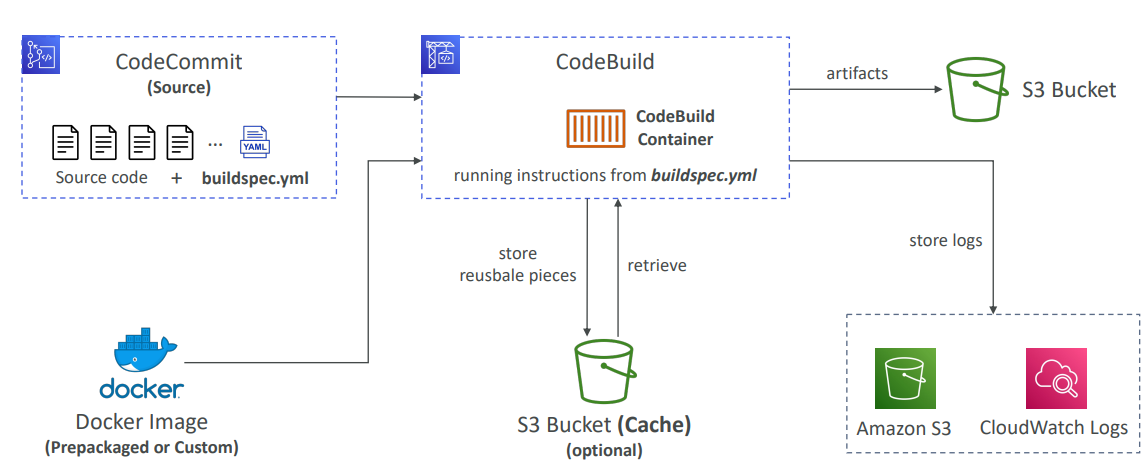 CodeCommit
(Source)
YAML
...
Source code + buildspec.yml
CodeBuild
CodeBuild
Container
running instructions from buildspec.yml
artifacts
S3 Bucket
store
reusbale pieces
retrieve
store logs
docker
Docker Image
(Prepackaged or Custom)
S3 Bucket (Cache)
(optional)
Amazon S3
CloudWatch Logs